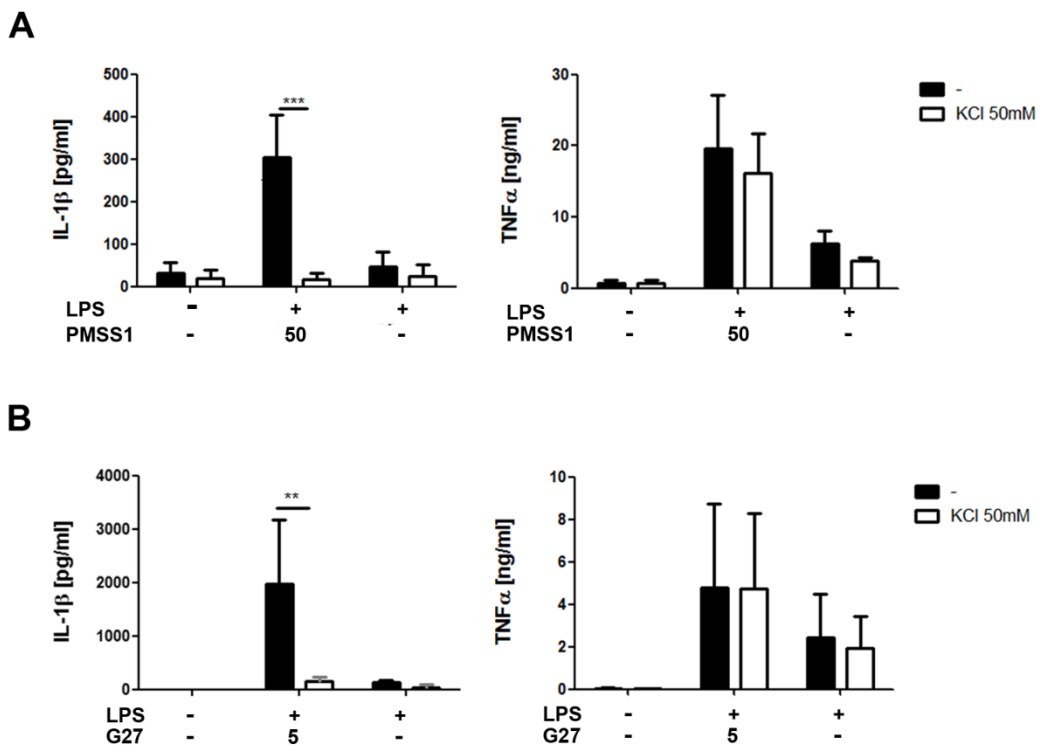 A
IL-1β [pg/ml]
500
400
300
200
100
0
***
LPS - + +
PMSS1 - 50 -
TNFα [ng/ml]
30
20
10
0
LPS - + +
PMSS1 - 50 -
-
KCl 50mM
B
IL-1β [pg/ml]
4000
3000
2000
1000
0
**
LPS - + +
G27 - 5 -
TNFα [ng/ml]
10
8
6
4
2
0
LPS - + +
G27 - 5 -
-
KCl 50mM